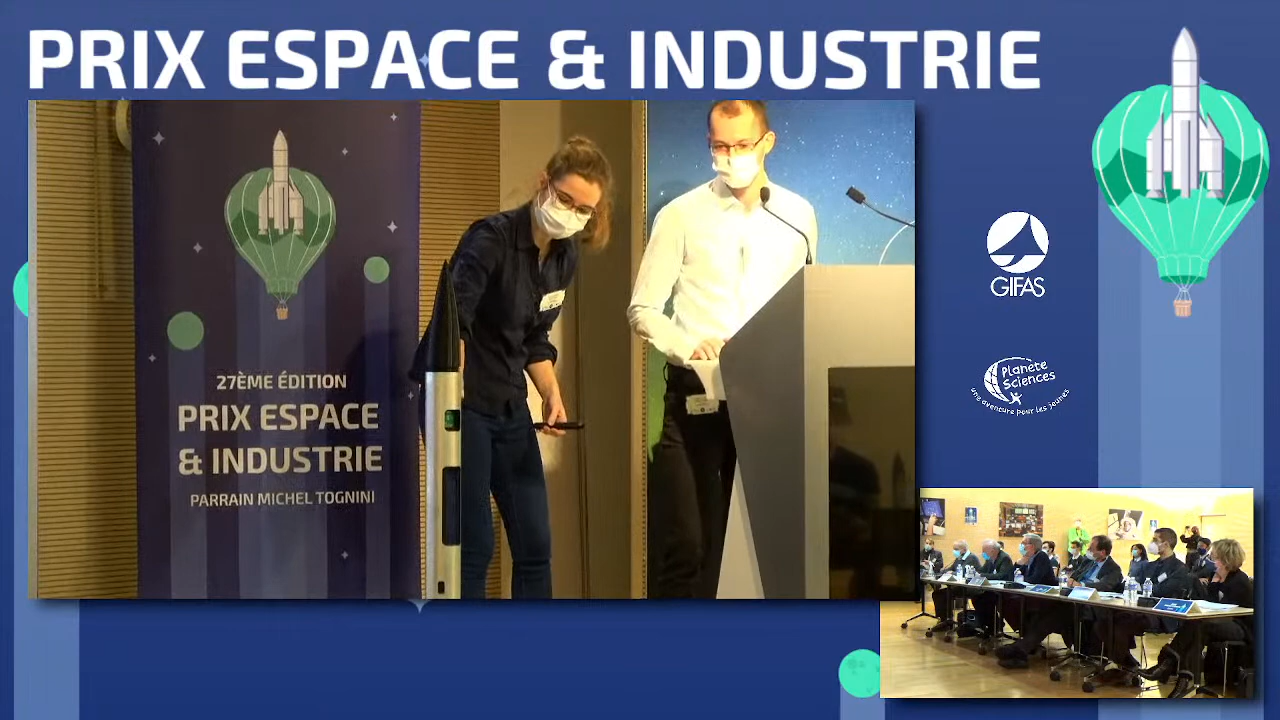 PRIX ESPACE & INDUSTRIE
27ÈME ÉDITION
PRIX ESPACE
& INDUSTRIE
PARRAIN MICHEL TOGNINI
GIFAS
Planète
Sciences
une aventure pour les jeunes